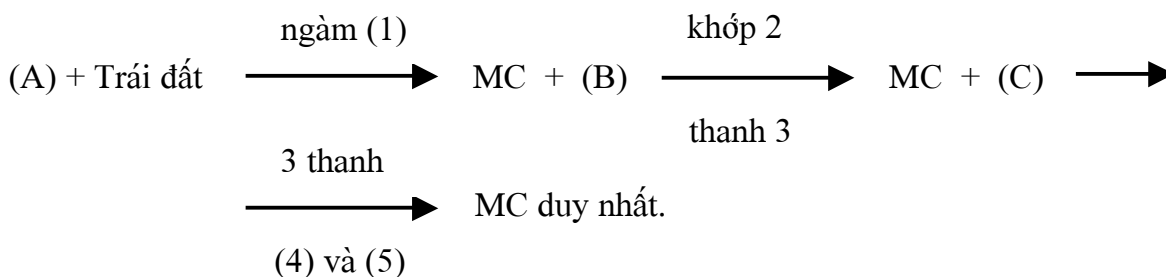 ngàm (1) khớp 2
(A) + Trái đất MC + (B) MC + (C)
thanh 3
3 thanh
MC duy nhất.
(4) và (5)